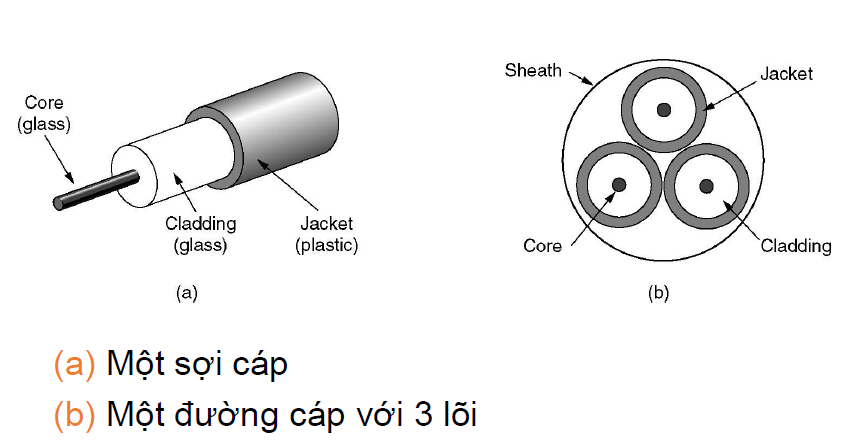 Core
(glass)
Cladding
(glass)
Jacket
(plastic)
(a)
Sheath
Jacket
Core
Cladding
(b)
(a) Một sợi cáp
(b) Một đường cáp với 3 lõi